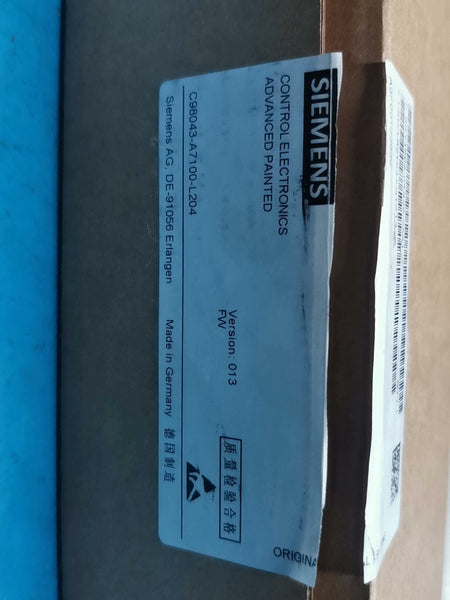 SIEMENS
CONTROL ELECTRONICS
ADVANCED PAINTED
Version: 013
FW
C98043-A7100-L204
Siemens AG, DE-91056 Erlangen
Made in Germany 德国制造
质量检验合格
ORIGINA